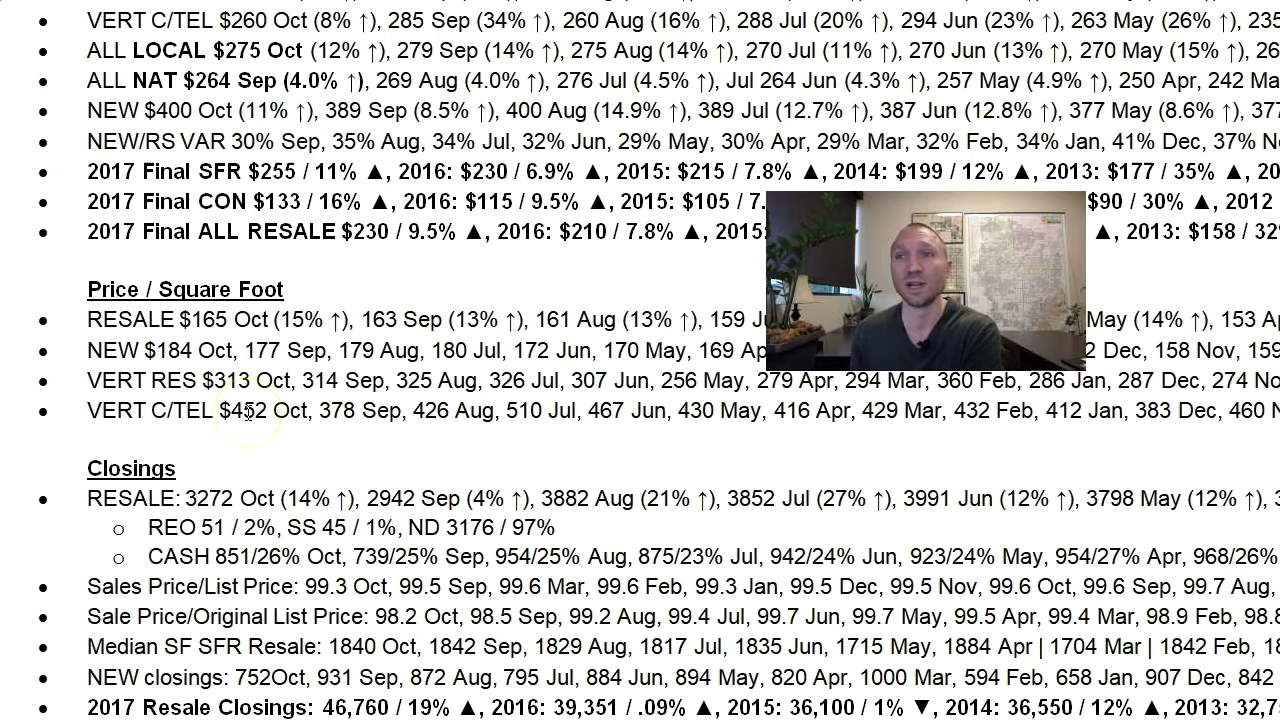 VERT C/TEL $260 Oct (8% ↑), 285 Sep (34% ↑), 260 Aug (16% ↑), 288 Jul (20% ↑), 294 Jun (23% ↑), 263 May (26% ↑), 235
ALL LOCAL $275 Oct (12% ↑), 279 Sep (14% ↑), 275 Aug (14% ↑), 270 Jul (11% ↑), 270 Jun (13% ↑), 270 May (15% ↑), 26
ALL NAT $264 Sep (4.0% ↑), 269 Aug (4.0% ↑), 276 Jul (4.5% ↑), Jul 264 Jun (4.3% ↑), 257 May (4.9% ↑), 250 Apr, 242 Ma
NEW $400 Oct (11% ↑), 389 Sep (8.5% ↑), 400 Aug (14.9% ↑), 389 Jul (12.7% ↑), 387 Jun (12.8% ↑), 377 May (8.6% ↑), 377
NEW/RS VAR 30% Sep, 35% Aug, 34% Jul, 32% Jun, 29% May, 30% Apr, 29% Mar, 32% Feb, 34% Jan, 41% Dec, 37% N
2017 Final SFR $255 / 11% ▲, 2016: $230 / 6.9% ▲, 2015: $215 / 7.8% ▲, 2014: $199 / 12% ▲, 2013: $177 / 35% ▲, 20
2017 Final CON $133 / 16% ▲, 2016: $115 / 9.5% ▲, 2015: $105 / 7. $90 / 30% ▲, 2012
2017 Final ALL RESALE $230 / 9.5% ▲, 2016: $210 / 7.8% ▲, 2015: ▲, 2013: $158 / 32%
Price / Square Foot
RESALE $165 Oct (15% ↑), 163 Sep (13% ↑), 161 Aug (13% ↑), 159 J May (14% ↑), 153 A
NEW $184 Oct, 177 Sep, 179 Aug, 180 Jul, 172 Jun, 170 May, 169 Ap 2 Dec, 158 Nov, 159
VERT RES $313 Oct, 314 Sep, 325 Aug, 326 Jul, 307 Jun, 256 May, 279 Apr, 294 Mar, 360 Feb, 286 Jan, 287 Dec, 274 No
VERT C/TEL $452 Oct, 378 Sep, 426 Aug, 510 Jul, 467 Jun, 430 May, 416 Apr, 429 Mar, 432 Feb, 412 Jan, 383 Dec, 460 N
Closings
RESALE: 3272 Oct (14% ↑), 2942 Sep (4% ↑), 3882 Aug (21% ↑), 3852 Jul (27% ↑), 3991 Jun (12% ↑), 3798 May (12% ↑), 3
REO 51 / 2%, SS 45 / 1%, ND 3176 / 97%
CASH 851/26% Oct, 739/25% Sep, 954/25% Aug, 875/23% Jul, 942/24% Jun, 923/24% May, 954/27% Apr, 968/26%
Sales Price/List Price: 99.3 Oct, 99.5 Sep, 99.6 Mar, 99.6 Feb, 99.3 Jan, 99.5 Dec, 99.5 Nov, 99.6 Oct, 99.6 Sep, 99.7 Aug,
Sale Price/Original List Price: 98.2 Oct, 98.5 Sep, 99.2 Aug, 99.4 Jul, 99.7 Jun, 99.7 May, 99.5 Apr, 99.4 Mar, 98.9 Feb, 98.8
Median SF SFR Resale: 1840 Oct, 1842 Sep, 1829 Aug, 1817 Jul, 1835 Jun, 1715 May, 1884 Apr | 1704 Mar | 1842 Feb, 18
NEW closings: 752Oct, 931 Sep, 872 Aug, 795 Jul, 884 Jun, 894 May, 820 Apr, 1000 Mar, 594 Feb, 658 Jan, 907 Dec, 842
2017 Resale Closings: 46,760 / 19% ▲, 2016: 39,351 / .09% ▲, 2015: 36,100 / 1% ▼, 2014: 36,550 / 12% ▲, 2013: 32,7